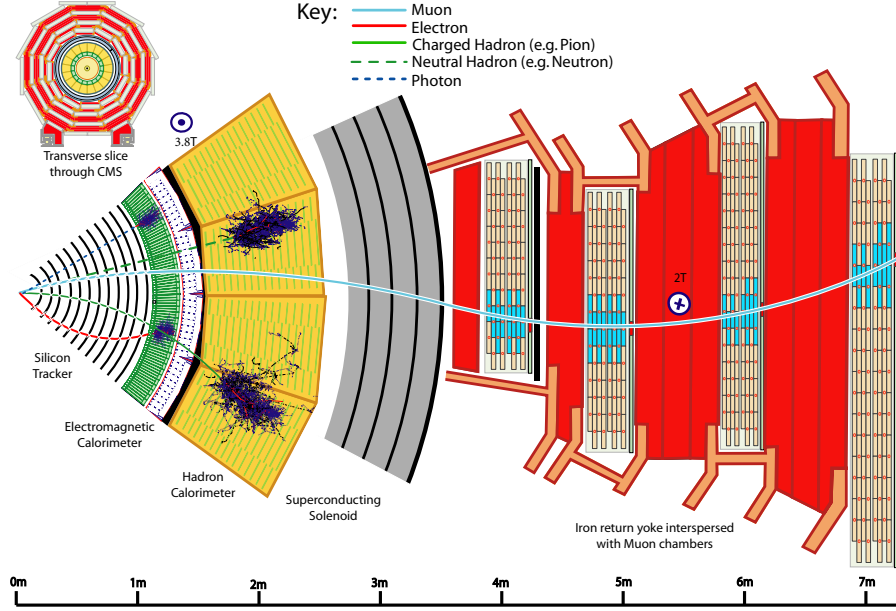 Key:
Muon
Electron
Charged Hadron (e.g. Pion)
Neutral Hadron (e.g. Neutron)
Photon
Transverse slice
through CMS
3.8T
2T
Silicon
Tracker
Electromagnetic
Calorimeter
Hadron
Calorimeter
Superconducting
Solenoid
Iron return yoke interspersed
with Muon chambers
0m
1m
2m
3m
4m
5m
6m
7m